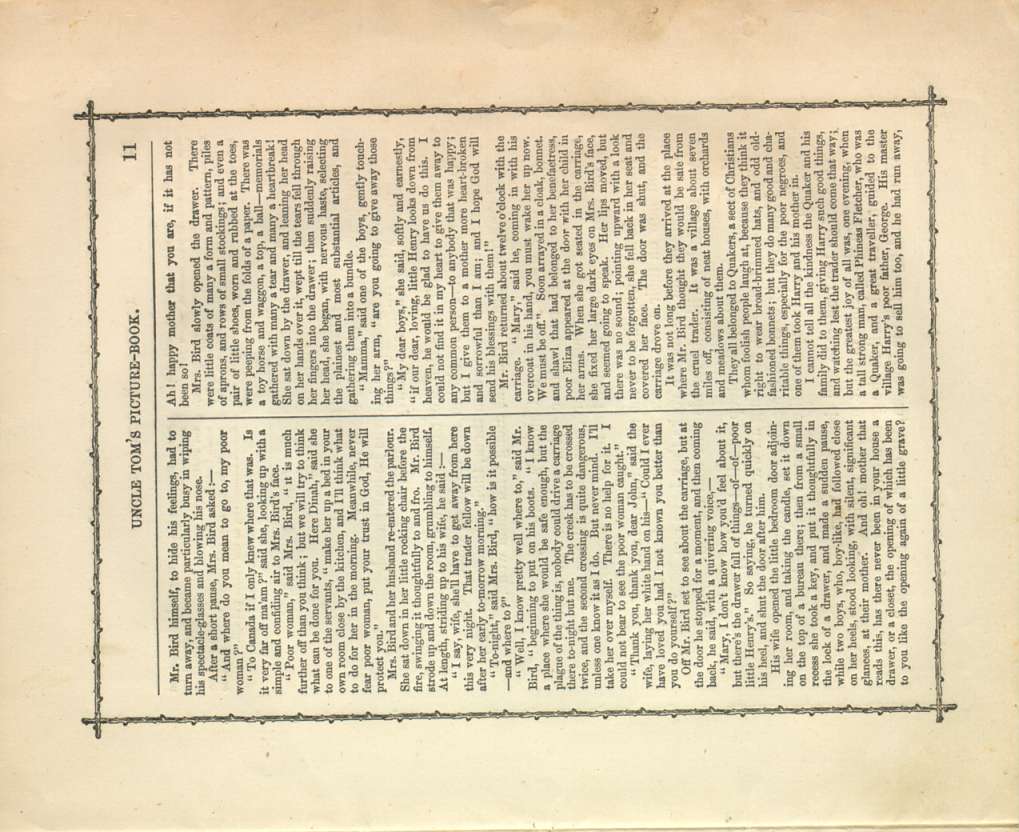 UNCLE TOM'S PICTURE-BOOK. 11
Mr. Bird himself, to hide his feelings, had to
turn away, and became particularly busy in wiping
his spectacle-glasses and blowing his nose.
After a short pause, Mrs. Bird asked:—
"And where do you mean to go to, my poor
woman?"
"To Canada if I only knew where that was. Is
it very far off ma'am?" said she, looking up with a
simple and confiding air to Mrs. Bird's face.
"Poor woman," said Mrs. Bird, "it is much
further off than you think; but we will try to think
what can be done for you. Here Dinah," said she
to one of the servants, "make her up a bed in your
own room close by the kitchen, and I'll think what
to do for her in the morning. Meanwhile, never
fear poor woman, put your trust in God, He will
protect you."
Mrs. Bird and her husband re-entered the parlour.
She sat down in her little rocking chair before the
fire, swinging it thoughtfully to and fro. Mr. Bird
strode up and down the room, grumbling to himself.
At length, striding up to his wife, he said:—
"I say, wife, she'll have to get away from here
this very night. That trader fellow will be down
after her early to-morrow morning."
"To-night," said Mrs. Bird, "how is it possible
—and where to?"
"Well, I know pretty well where to," said Mr.
Bird, "beginning to put on his boots. "I know
a place where she would be safe enough, but the
plague of the thing is, nobody could drive a carriage
there to-night but me. The creek has to be crossed
twice, and the second crossing is quite dangerous,
unless one know it as I do. But never mind. I'll
take her over myself. There is no help for it. I
could not bear to see the poor woman caught."
"Thank you, thank you, dear John," said the
wife, laying her white hand on his—"Could I ever
have loved you had I not known you better than
you do yourself?"
Of Mr. Bird set to see about the carriage, but at
the door he stopped for a moment, and then coming
back, he said, with a quivering voice,—
"Mary, I don't know how you'd feel about it,
but there's the drawer full of things—of—of—poor
little Henry's." So saying, he turned quickly on
his heel, and shut the door after him.
His wife opened the little bedroom door adjoin-
ing her room, and taking the candle, set it down
on the top of a bureau there; then from a small
recess she took a key, and put it thoughtfully in
the lock of a drawer, and made a sudden pause,
while two boys, who, boy-like, had followed close
on her heels, stood looking, with silent, significant
glances, at their mother. And oh! mother that
reads this, has there never been in your house a
drawer, or a closet, the opening of which has been
to you like the opening again of a little grave?
Ah! happy mother that you are, if it has not
been so!
Mrs. Bird slowly opened the drawer. There
were little coats of many a form and pattern, piles
of aprons, and rows of small stockings; and even a
pair of little shoes, worn and rubbed at the toes,
were peeping from the folds of a paper. There was
a toy horse and waggon, a top, a ball—memorials
gathered with many a tear and many a heartbreak!
She sat down by the drawer, and leaning her head
on her hands over it, wept till the tears fell through
her fingers into the drawer; then suddenly raising
her head, she began, with nervous haste, selecting
the plainest and most substantial articles, and
gathering them into a bundle.
"Mamma," said one of the boys, gently touch-
ing her arm, "are you going to give away those
things?"
"My dear boys," she said, softly and earnestly,
"if our dear, loving, little Henry looks down from
heaven, he would be glad to have us do this. I
could not find it in my heart to give them away to
any common person—to anybody that was happy;
but I give them to a mother more heart-broken
and sorrowful than I am; and I hope God will
send his blessings with them!"
Mr. Bird returned about twelve o'clock with the
carriage. "Mary," said he, coming in with his
overcoat in his hand, you must wake her up now.
We must be off." Soon arrayed in a cloak, bonnet.
and shawl that had belonged to her benefactress,
poor Eliza appeared at the door with her child in
her arms. When she got seated in the carriage,
she fixed her large dark eyes on Mrs. Bird's face,
and seemed going to speak. Her lips moved, but
there was no sound; pointing upward with a look
never to be forgotten, she fell back in her seat and
covered her face. The door was shut, and the
carriage drove on.
It was not long before they arrived at the place
where Mr. Bird thought they would be safe from
the cruel trader. It was a village about seven
miles off, consisting of neat houses, with orchards
and meadows about them.
They all belonged to Quakers, a sect of Christians
whom foolish people laugh at, because they think it
right to wear broad-brimmed hats, and odd old-
fashioned bonnets; but they do many good and cha-
ritable things, especially for the poor negroes, and
one of them took Harry and his mother in.
I cannot tell all the kindness the Quaker and his
family did to them, giving Harry such good things,
and watching lest the trader should come that way;
but the greatest joy of all was, one evening, when
a tall strong man, called Phineas Fletcher, who was
a Quaker, and a great traveller, guided to the
village Harry's poor father, George. His master
was going to sell him too, and he had run away,